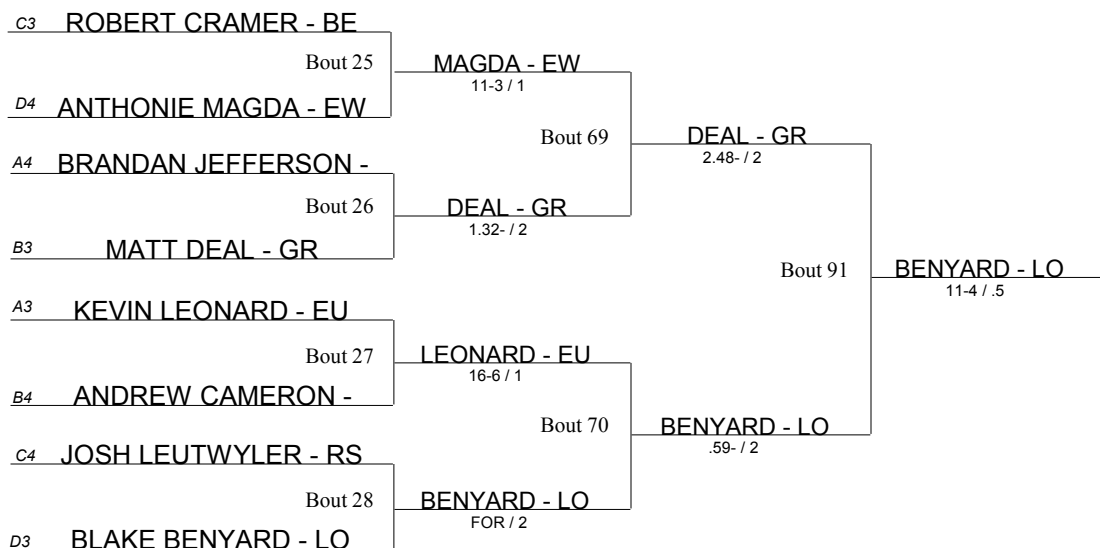 C3 ROBERT CRAMER - BE
Bout 25
MAGDA - EW
11-3 / 1
D4 ANTHONIE MAGDA - EW
Bout 69
DEAL - GR
2.48- / 2
A4 BRANDAN JEFFERSON -
Bout 26
DEAL - GR
1.32- / 2
B3 MATT DEAL - GR
Bout 91
BENYARD - LO
11-4 / .5
A3 KEVIN LEONARD - EU
Bout 27
LEONARD - EU
16-6 / 1
B4 ANDREW CAMERON -
Bout 70
BENYARD - LO
.59- / 2
C4 JOSH LEUTWYLER - RS
Bout 28
BENYARD - LO
FOR / 2
D3 BLAKE BENYARD - LO